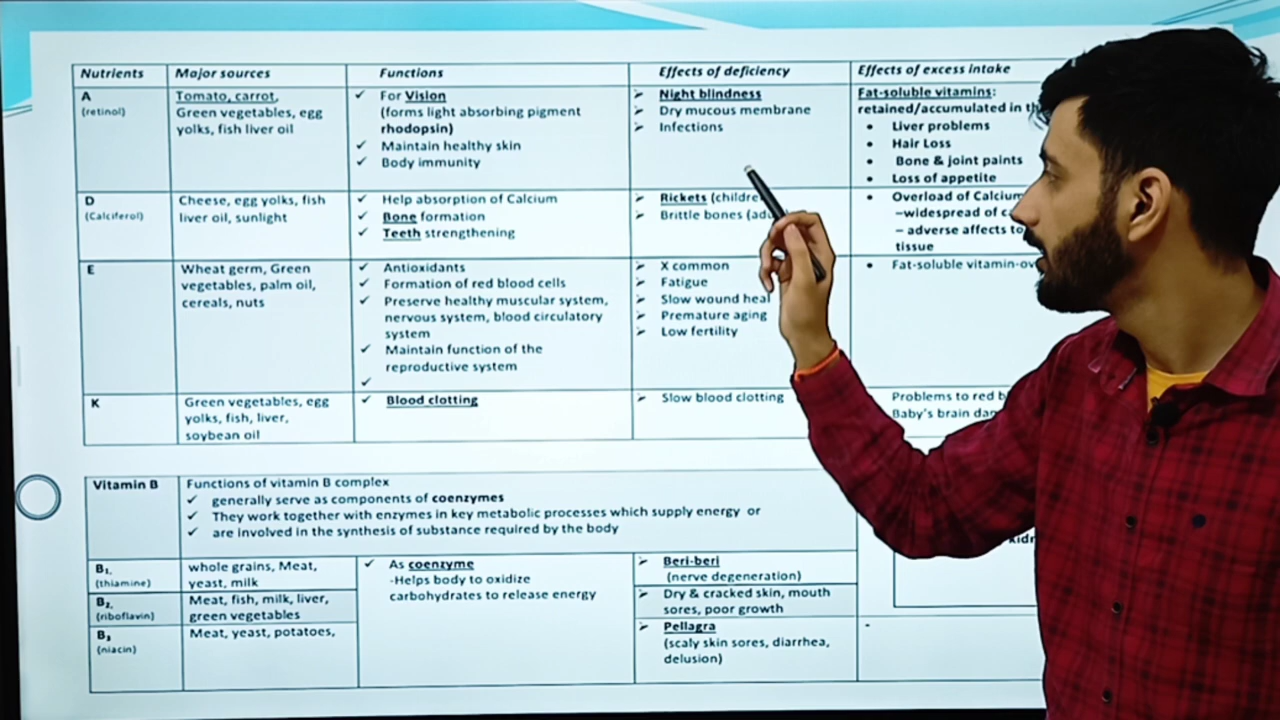 Nutrients Major sources Functions Effects of deficiency Effects of excess intake
A
(retinol)
Tomato, carrot,
Green vegetables, egg
yolks, fish liver oil
✓ For Vision
(forms light absorbing pigment
rhodopsin)
✓ Maintain healthy skin
✓ Body immunity
➢ Night blindness
➢ Dry mucous membrane
➢ Infections
Fat-soluble vitamins:
retained/accumulated in
• Liver problems
• Hair Loss
• Bone & joint paints
• Loss of appetite
D
(Calciferol)
Cheese, egg yolks, fish
liver oil, sunlight
✓ Help absorption of Calcium
✓ Bone formation
✓ Teeth strengthening
➢ Rickets
➢ Brittle bones
• Overload of Calcium
–widespread of
– adverse affects to
tissue
E
Wheat germ, Green
vegetables, palm oil,
cereals, nuts
✓ Antioxidants
✓ Formation of red blood cells
✓ Preserve healthy muscular system,
nervous system, blood circulatory
system
✓ Maintain function of the
reproductive system
✓
➢ X common
➢ Fatigue
➢ Slow wound heal
➢ Premature aging
➢ Low fertility
• Fat-soluble
K
Green vegetables, egg
yolks, fish, liver,
soybean oil
✓ Blood clotting
➢ Slow blood clotting
Problems to red
Baby's brain
Vitamin B
Functions of vitamin B complex
✓ generally serve as components of coenzymes
✓ They work together with enzymes in key metabolic processes which supply energy or
✓ are involved in the synthesis of substance required by the body
B1,
(thiamine)
whole grains, Meat,
yeast, milk
✓ As coenzyme
-Helps body to oxidize
carbohydrates to release energy
➢ Beri-beri
(nerve degeneration)
B2,
(riboflavin)
Meat, fish, milk, liver,
green vegetables
➢ Dry & cracked skin, mouth
sores, poor growth
B3
(niacin)
Meat, yeast, potatoes,
➢ Pellagra
(scaly skin sores, diarrhea,
delusion)
-